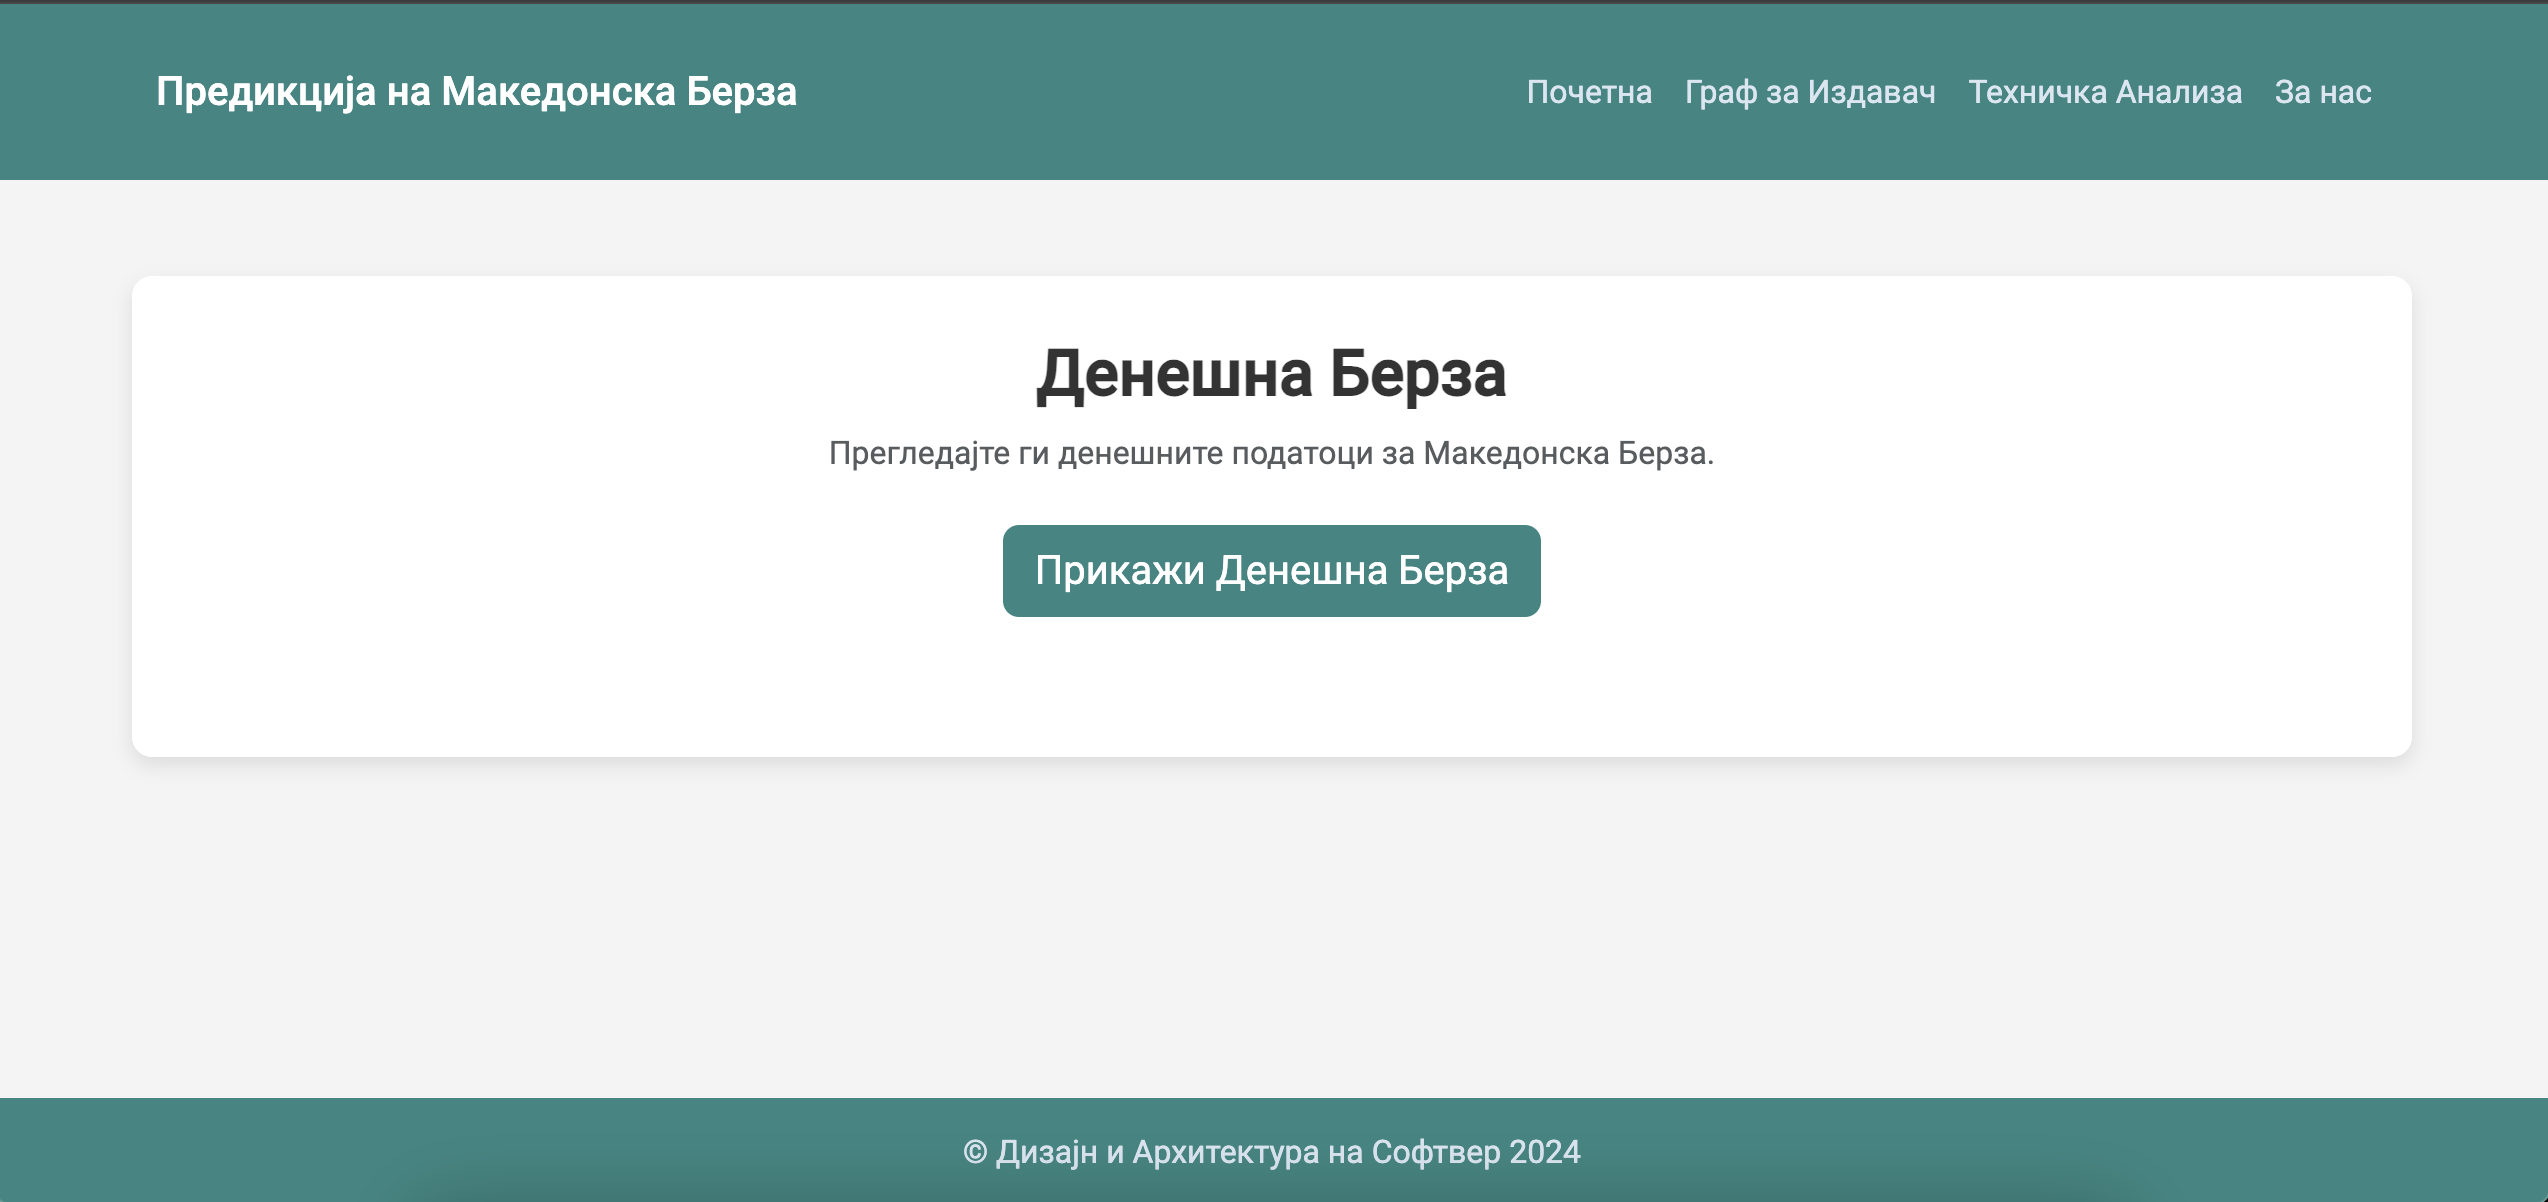 Предикција на Македонска Берза
Почетна Граф за Издавач Техничка Анализа За нас
Денешна Берза
Прегледајте ги денешните податоци за Македонска Берза.
Прикажи Денешна Берза
© Дизајн и Архитектура на Софтвер 2024